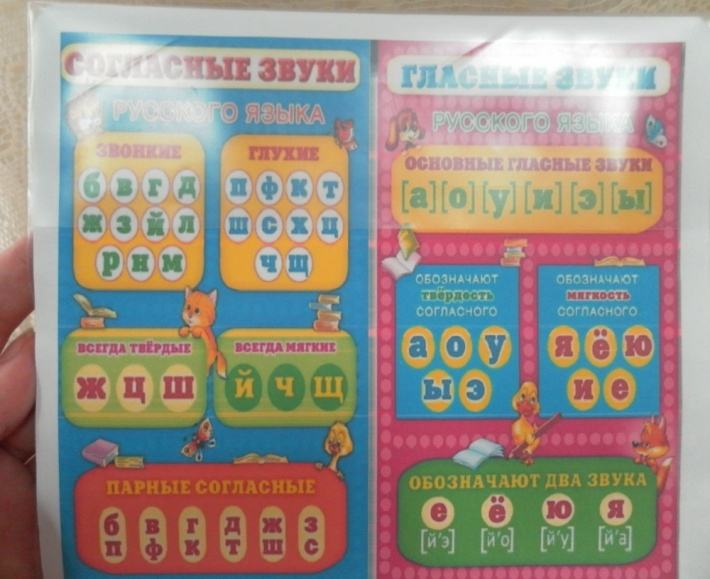 СОГЛАСНЫЕ ЗВУКИ
РУССКОГО ЯЗЫКА
ЗВОНКИЕ
б в г д
ж з й л
р н м
ГЛУХИЕ
п ф к т
ш с х ц
ч щ
ВСЕГДА ТВЁРДЫЕ
ж ц ш
ВСЕГДА МЯГКИЕ
й ч щ
ПАРНЫЕ СОГЛАСНЫЕ
б в г д ж з
п ф к т ш с
ГЛАСНЫЕ ЗВУКИ
РУССКОГО ЯЗЫКА
ОСНОВНЫЕ ГЛАСНЫЕ ЗВУКИ
[а] [о] [у] [и] [э] [ы]
ОБОЗНАЧАЮТ
твёрдость
СОГЛАСНОГО
а о у
ы э
ОБОЗНАЧАЮТ
мягкость
СОГЛАСНОГО
я ё ю
и е
ОБОЗНАЧАЮТ ДВА ЗВУКА
е ё ю я
[й'э] [й'о] [й'у] [й'а]